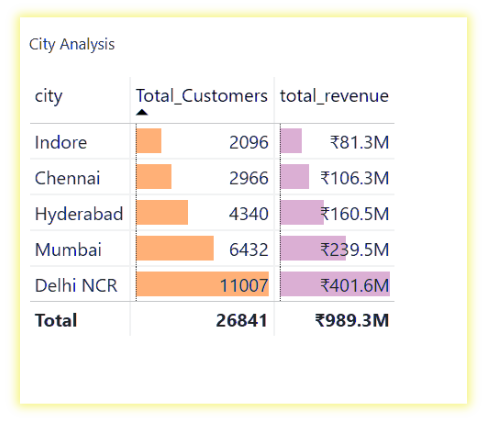 City Analysis
city Total_Customers total_revenue
Indore 2096 ₹81.3M
Chennai 2966 ₹106.3M
Hyderabad 4340 ₹160.5M
Mumbai 6432 ₹239.5M
Delhi NCR 11007 ₹401.6M
Total 26841 ₹989.3M